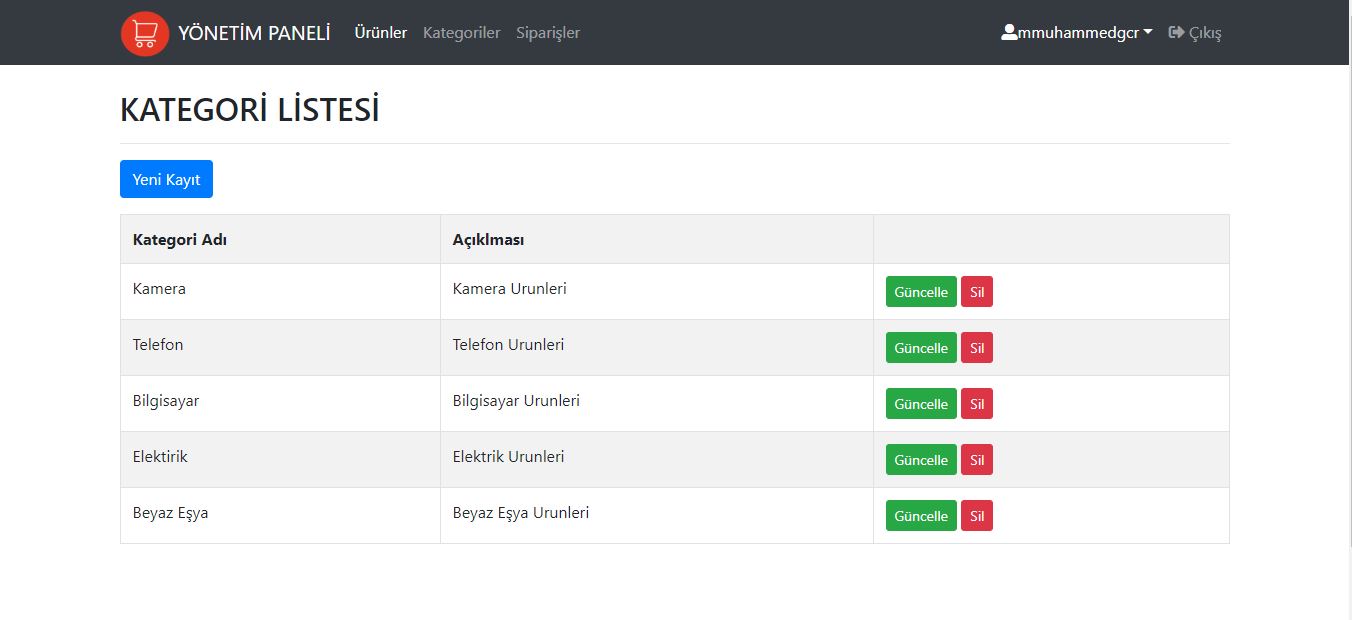 YÖNETİM PANELİ Ürünler Kategoriler Siparişler mmuhammedgcr Çıkış
KATEGORİ LİSTESİ
Yeni Kayıt
Kategori Adı Açıklması
Kamera Kamera Urunleri Güncelle Sil
Telefon Telefon Urunleri Güncelle Sil
Bilgisayar Bilgisayar Urunleri Güncelle Sil
Elektirik Elektrik Urunleri Güncelle Sil
Beyaz Eşya Beyaz Eşya Urunleri Güncelle Sil